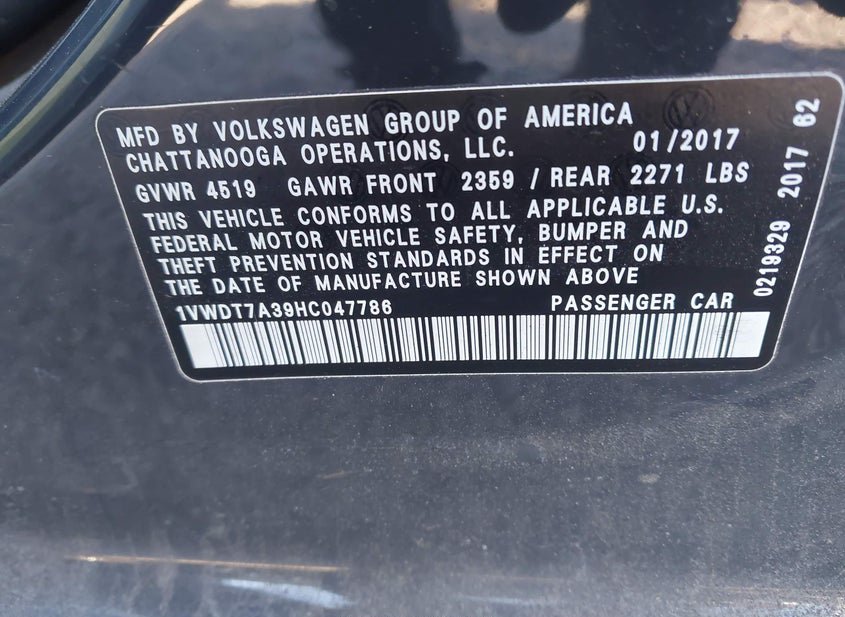 MFD BY VOLKSWAGEN GROUP OF AMERICA
CHATTANOOGA OPERATIONS, LLC. 01/2017
GVWR 4519 GAWR FRONT 2359 / REAR 2271 LBS
THIS VEHICLE CONFORMS TO ALL APPLICABLE U.S.
FEDERAL MOTOR VEHICLE SAFETY, BUMPER AND
THEFT PREVENTION STANDARDS IN EFFECT ON
THE DATE OF MANUFACTURE SHOWN ABOVE
1VWDT7A39HC047786 PASSENGER CAR
0219329 2017 62